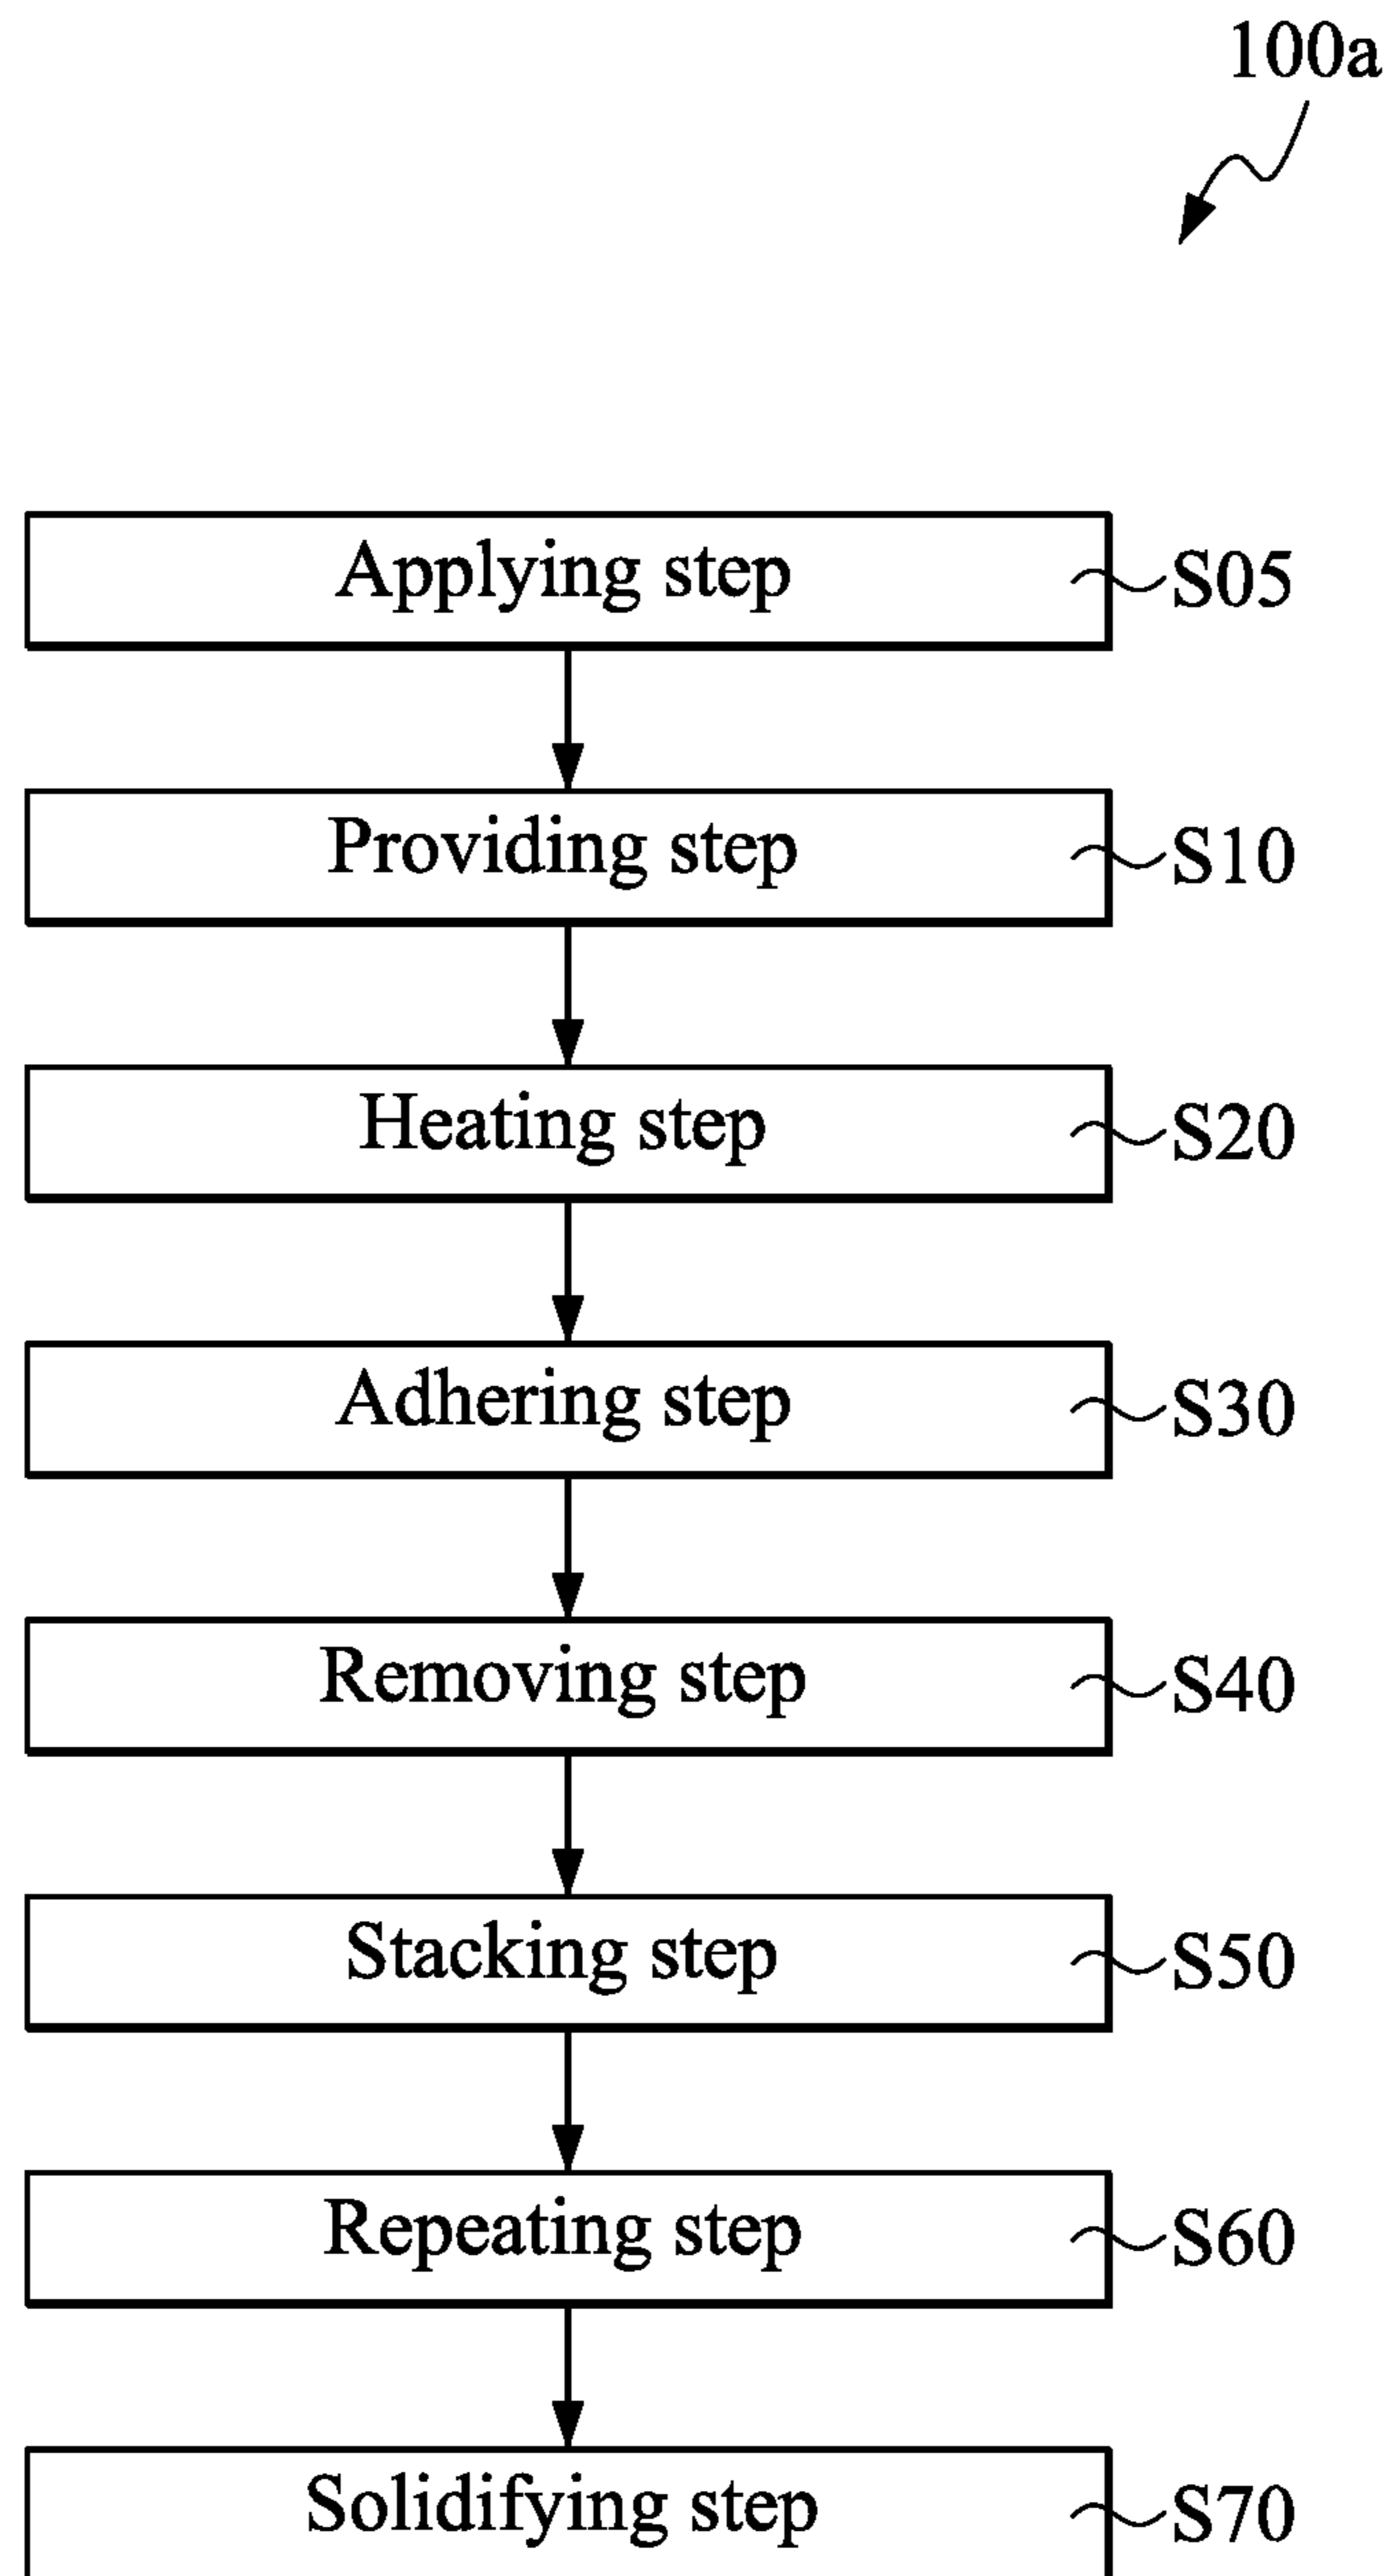 100a
Applying step S05
Providing step S10
Heating step S20
Adhering step S30
Removing step S40
Stacking step S50
Repeating step S60
Solidifying step S70